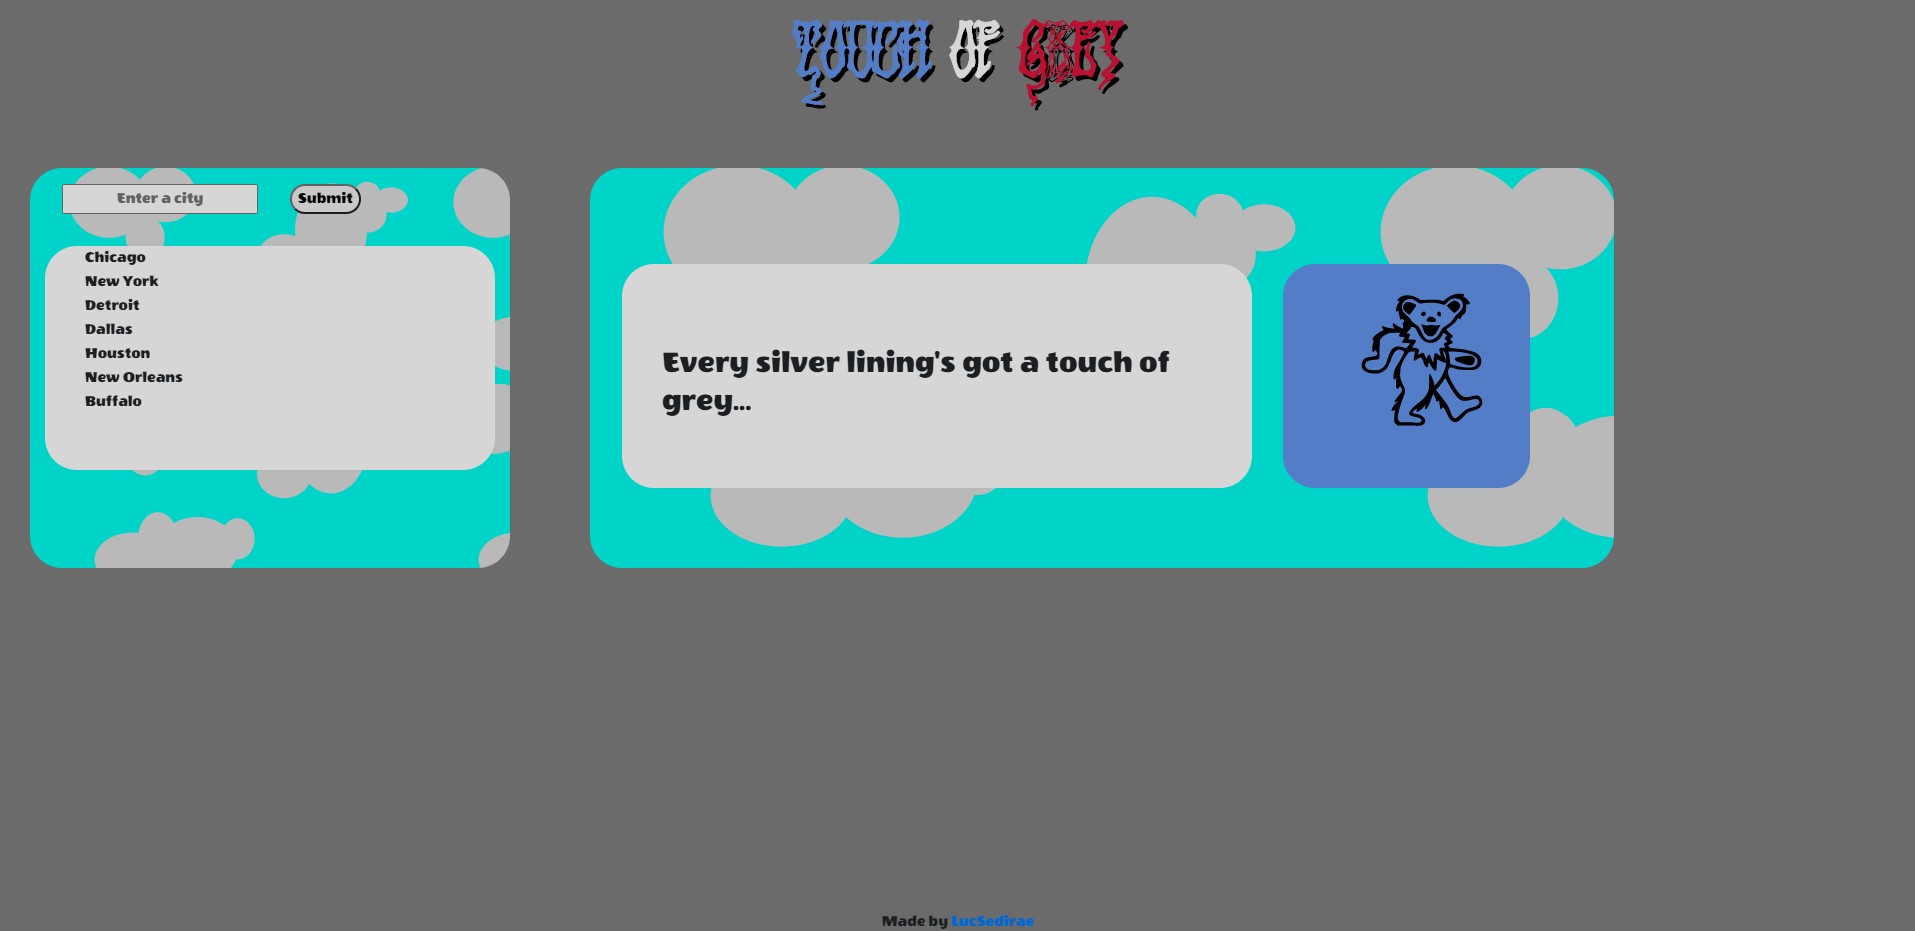 TOUCH OF GREY
Enter a city
Submit
Chicago
New York
Detroit
Dallas
Houston
New Orleans
Buffalo
Every silver lining's got a touch of
grey...
Made by LucSedirae